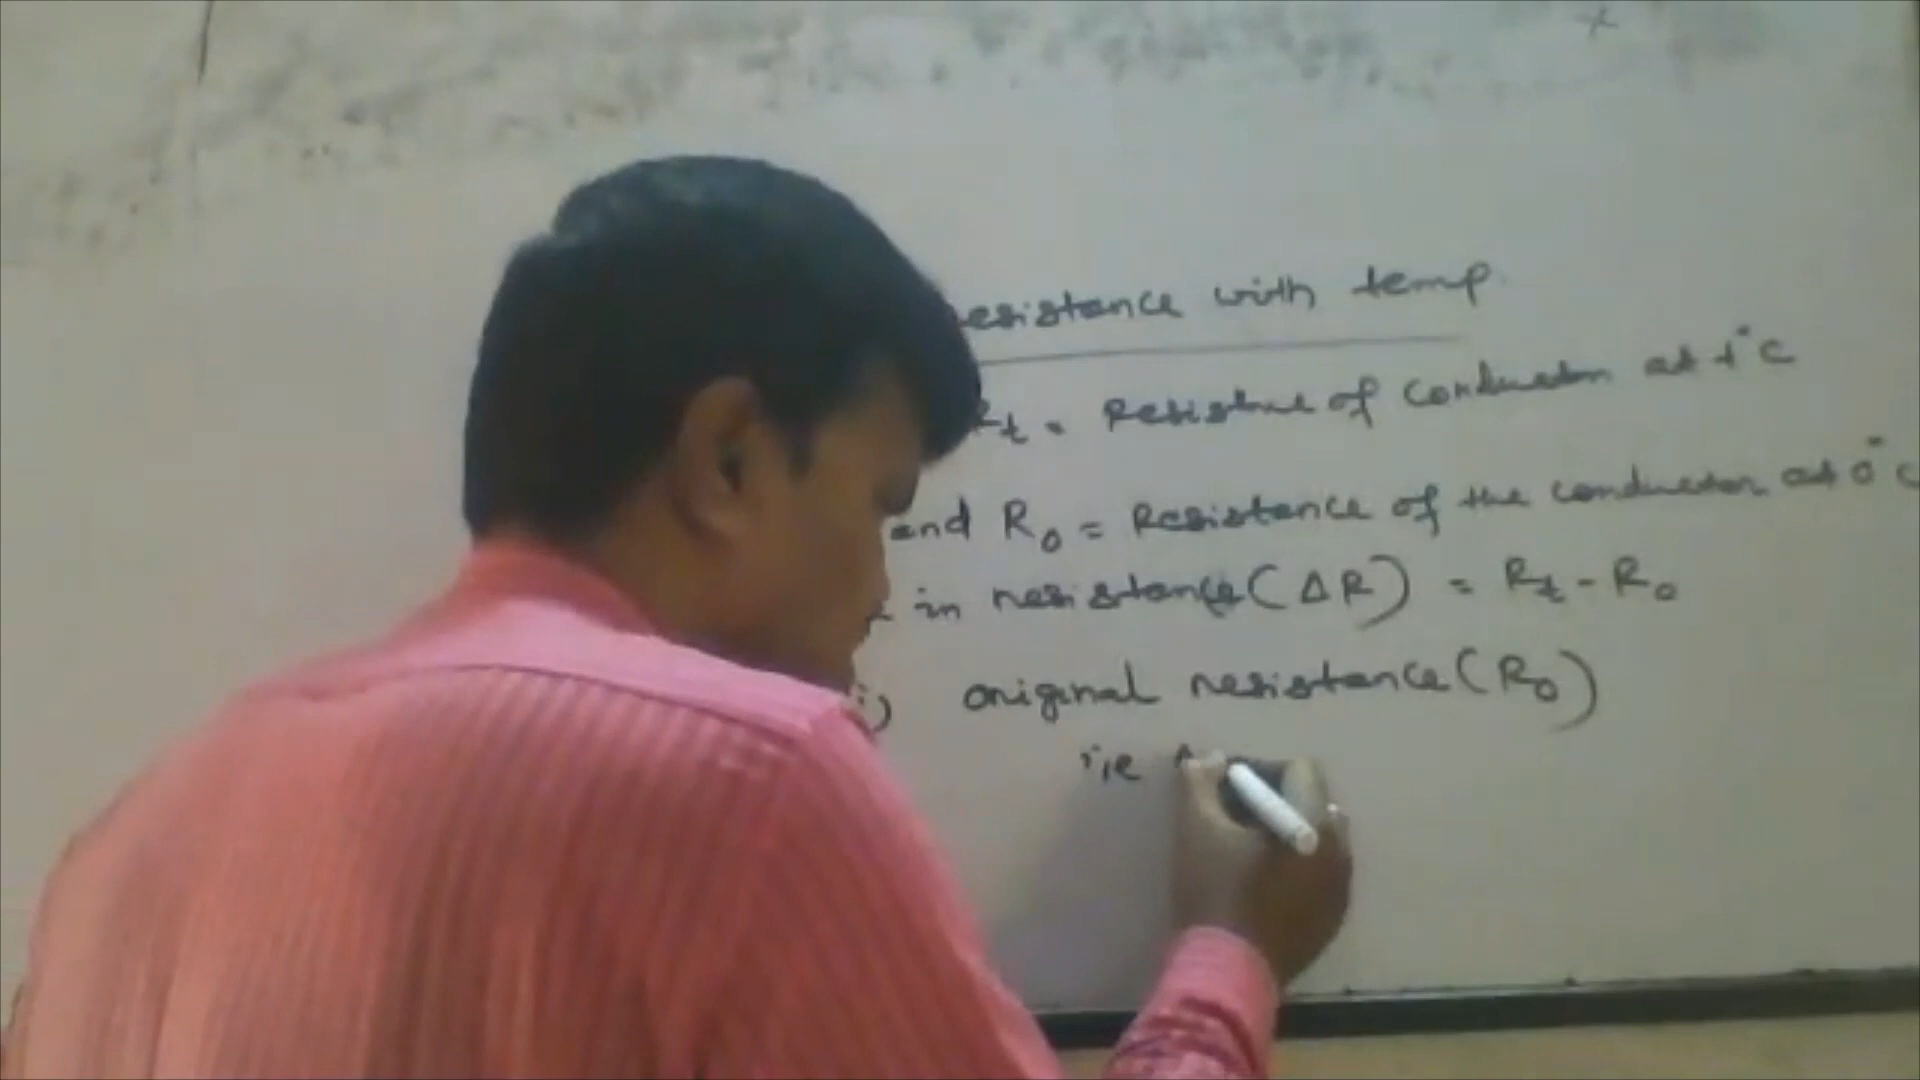 esistance with temp.
Rt = Resistance of conductor at t°C
and R0 = Resistance of the conductor at 0°C
in resistance (ΔR) = Rt - R0
i) original resistance (R0)
i.e Δ